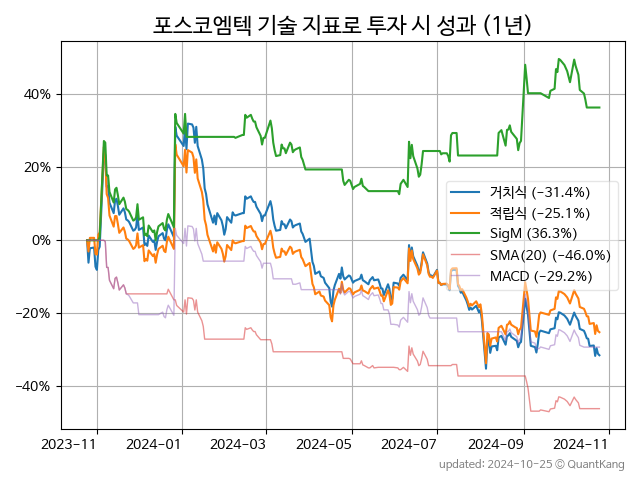 포스코엠텍 기술 지표로 투자 시 성과 (1년)
40%
20%
0%
−20%
−40%
거치식 (−31.4%)
적립식 (−25.1%)
SigM (36.3%)
SMA(20) (−46.0%)
MACD (−29.2%)
2023−11 2024−01 2024−03 2024−05 2024−07 2024−09 2024−11
updated: 2024-10-25 © QuantKang